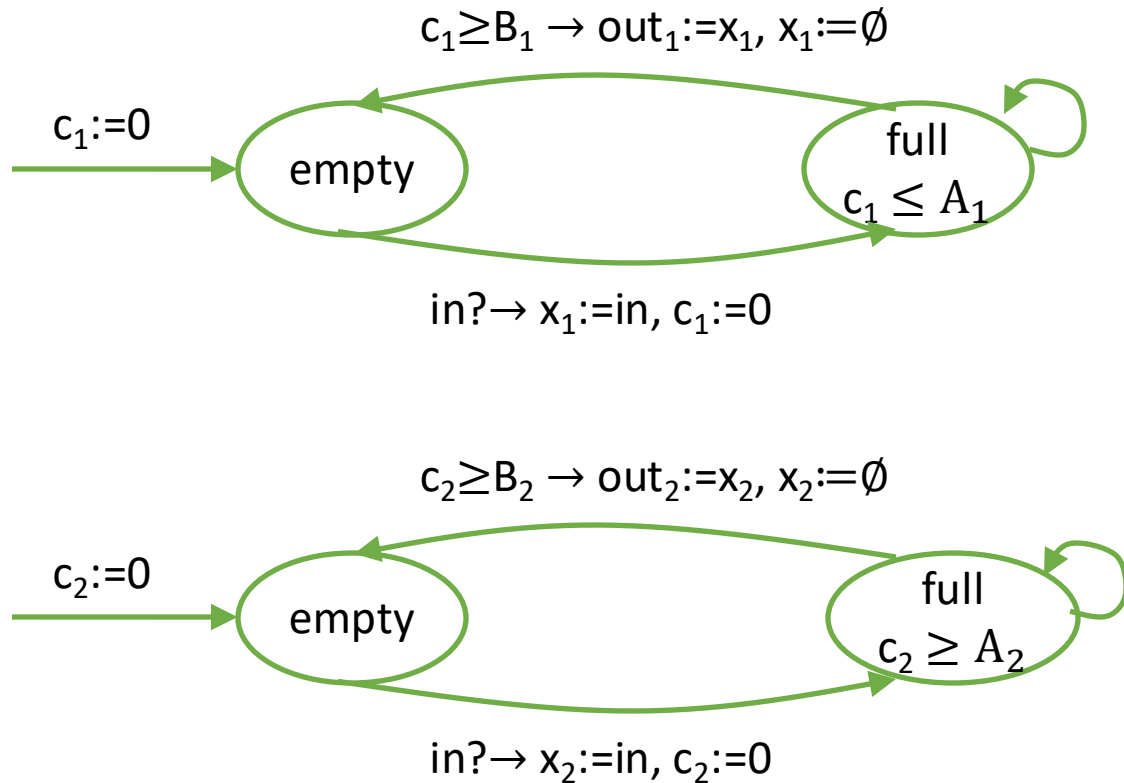 c₁≥B₁ → out₁:=x₁, x₁:=∅
c₁:=0
empty
full
c₁ ≤ A₁
in?→ x₁:=in, c₁:=0
c₂≥B₂ → out₂:=x₂, x₂:=∅
c₂:=0
empty
full
c₂ ≥ A₂
in?→ x₂:=in, c₂:=0